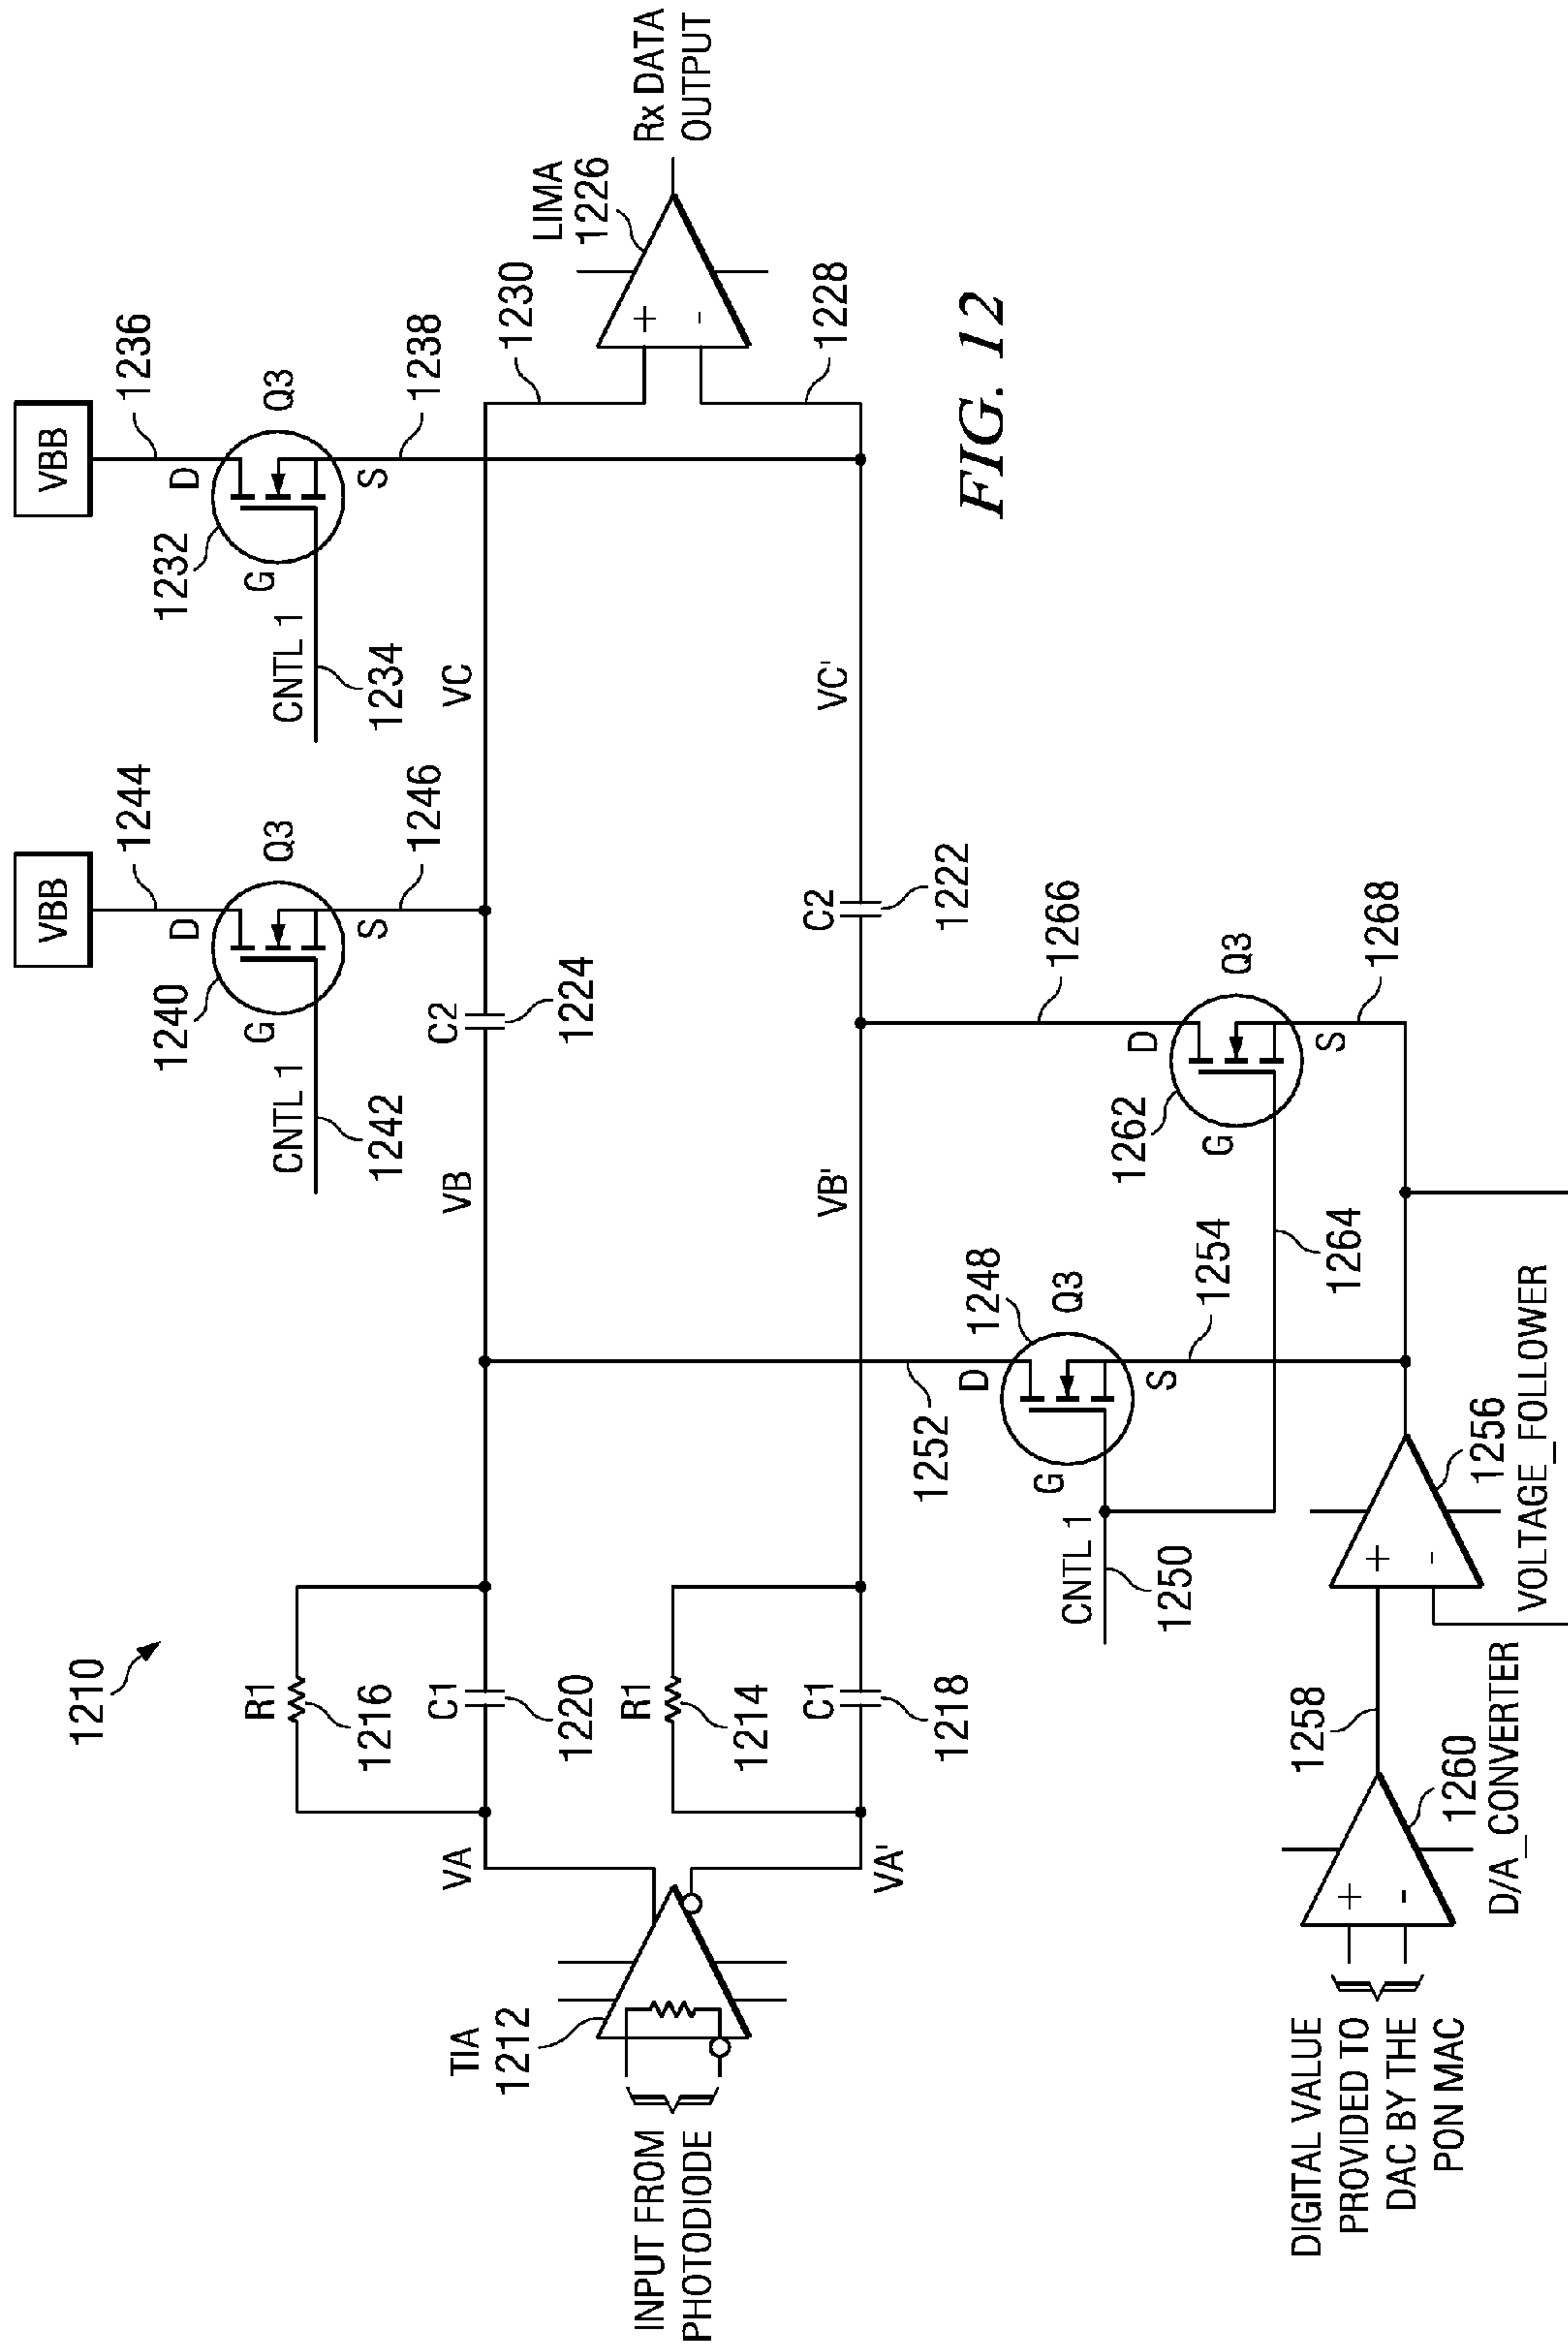 1210
VBB
1244
1240
D
Q3
G
S
CNTL 1
1242
1246
VBB
1236
1232
D
Q3
G
S
CNTL 1
1234
1238
R1
1216
VA
C1
1220
VB
C2
1224
VC
1230
LIMA
1226
+
-
Rx DATA
OUTPUT
1228
TIA
1212
INPUT FROM
PHOTODIODE
R1
1214
VA'
C1
1218
VB'
C2
1222
VC'
1252
1248
D
Q3
G
S
CNTL 1
1250
1254
1264
1266
1262
D
Q3
G
S
1268
DIGITAL VALUE
PROVIDED TO
DAC BY THE
PON MAC
+
-
1260
D/A_CONVERTER
1258
+
-
1256
VOLTAGE_FOLLOWER
FIG. 12